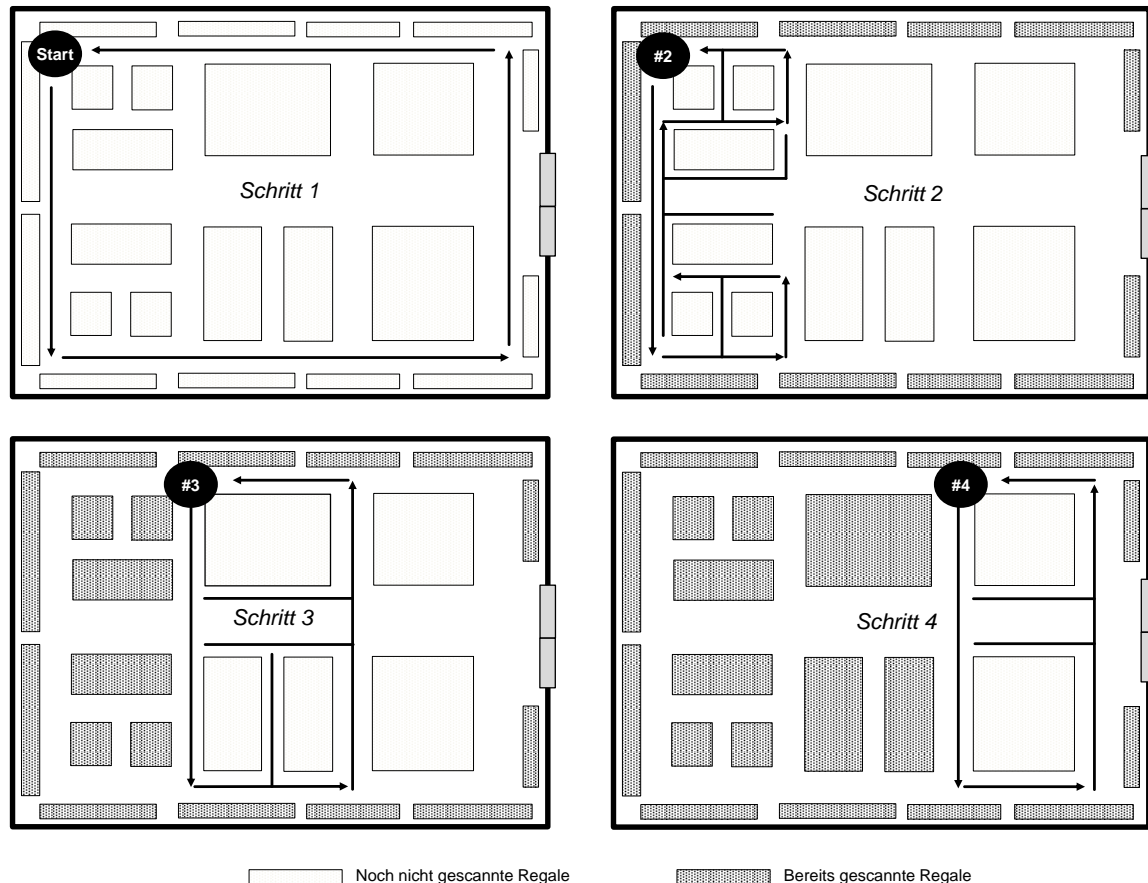 Start
Schritt 1
#2
Schritt 2
#3
Schritt 3
#4
Schritt 4
Noch nicht gescannte Regale
Bereits gescannte Regale